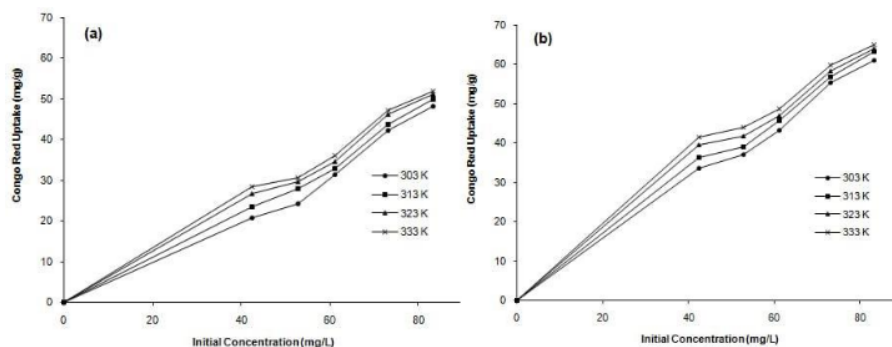 (a)
Congo Red Uptake (mg/g)
70
60
50
40
30
20
10
0
303 K
313 K
323 K
333 K
0 20 40 60 80
Initial Concentration (mg/L)
(b)
Congo Red Uptake (mg/g)
70
60
50
40
30
20
10
0
303 K
313 K
323 K
333 K
0 20 40 60 80
Initial Concentration (mg/L)